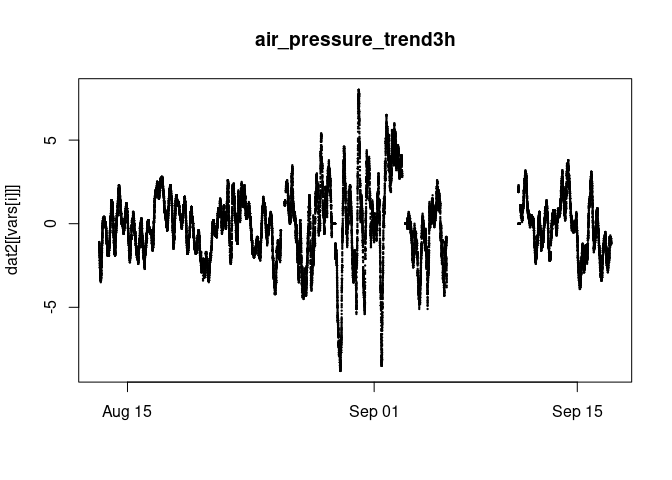 air_pressure_trend3h
dat2[[vars[i]]]
5
0
-5
Aug 15
Sep 01
Sep 15